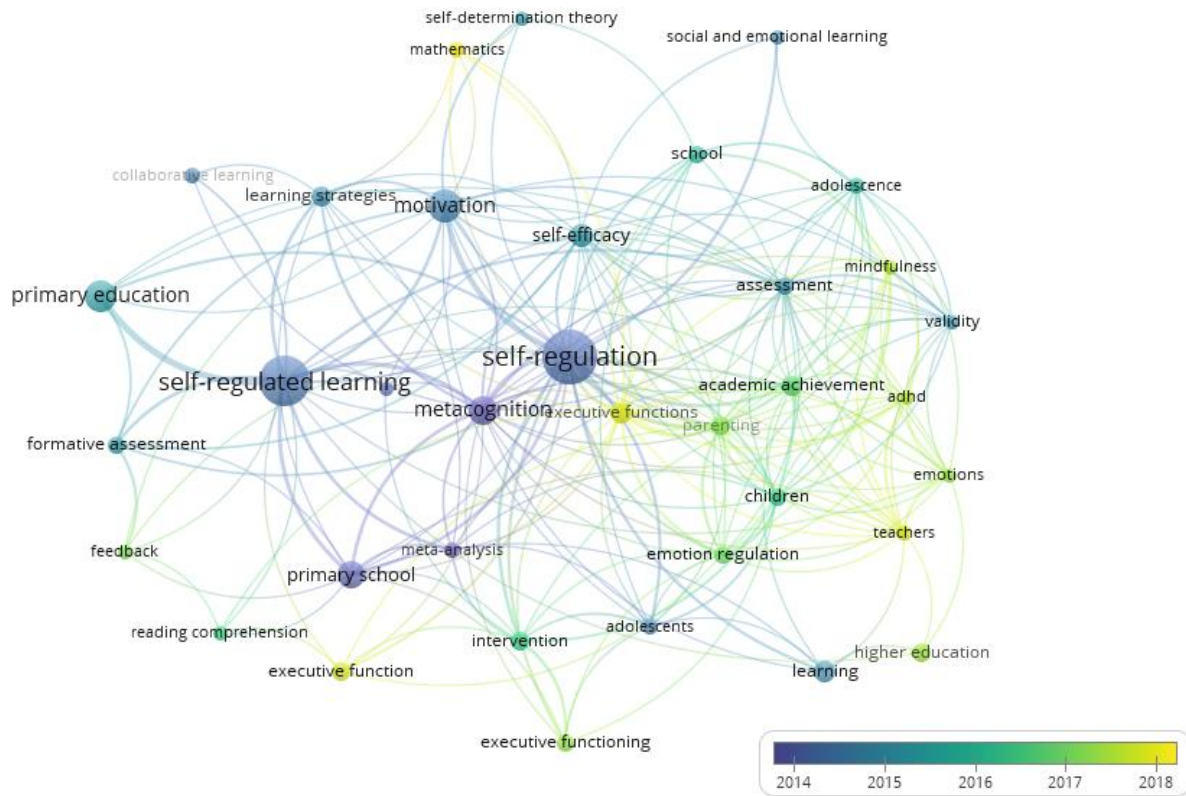 self-determination theory
mathematics
social and emotional learning
school
collaborative learning
learning strategies
motivation
adolescence
self-efficacy
mindfulness
primary education
assessment
validity
self-regulation
self-regulated learning
academic achievement
adhd
metacognition
executive functions
parenting
formative assessment
emotions
children
teachers
feedback
meta-analysis
emotion regulation
primary school
reading comprehension
intervention
adolescents
higher education
executive function
learning
executive functioning
2014 2015 2016 2017 2018